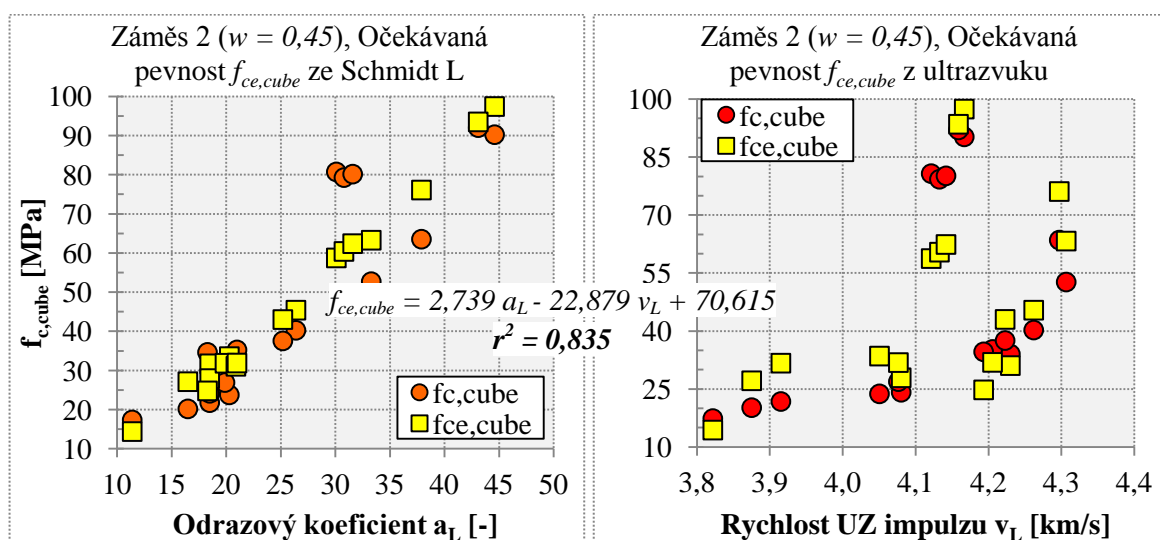 Záměs 2 (w = 0,45), Očekávaná
pevnost fce,cube ze Schmidt L
100
90
80
70
60
50
40
30
20
10
fc,cube [MPa]
10 15 20 25 30 35 40 45 50
Odrazový koeficient aL [-]
fc,cube
fce,cube
fce,cube = 2,739 aL - 22,879 vL + 70,615
r2 = 0,835
Záměs 2 (w = 0,45), Očekávaná
pevnost fce,cube z ultrazvuku
100
85
70
55
40
25
10
fc,cube
fce,cube
3,8 3,9 4,0 4,1 4,2 4,3 4,4
Rychlost UZ impulzu vL [km/s]